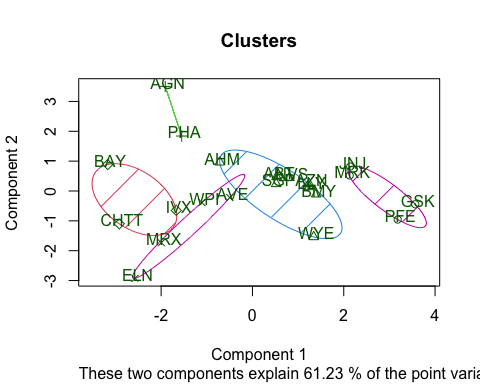 Clusters
Component 2
3
2
1
0
-1
-2
-3
AGN
PHA
BAY
AHM
JNJ
MRK
AVE
WPI
IVX
GSK
PFE
CHTT
MRX
WYE
ELN
-2
0
2
4
Component 1
These two components explain 61.23 % of the point varia